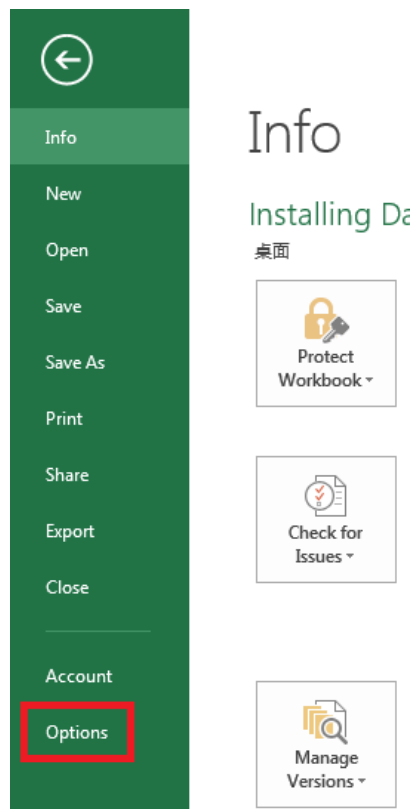 Info
New
Open
Save
Save As
Print
Share
Export
Close
Account
Options
Info
Installing Da
桌面
Protect
Workbook
Check for
Issues
Manage
Versions